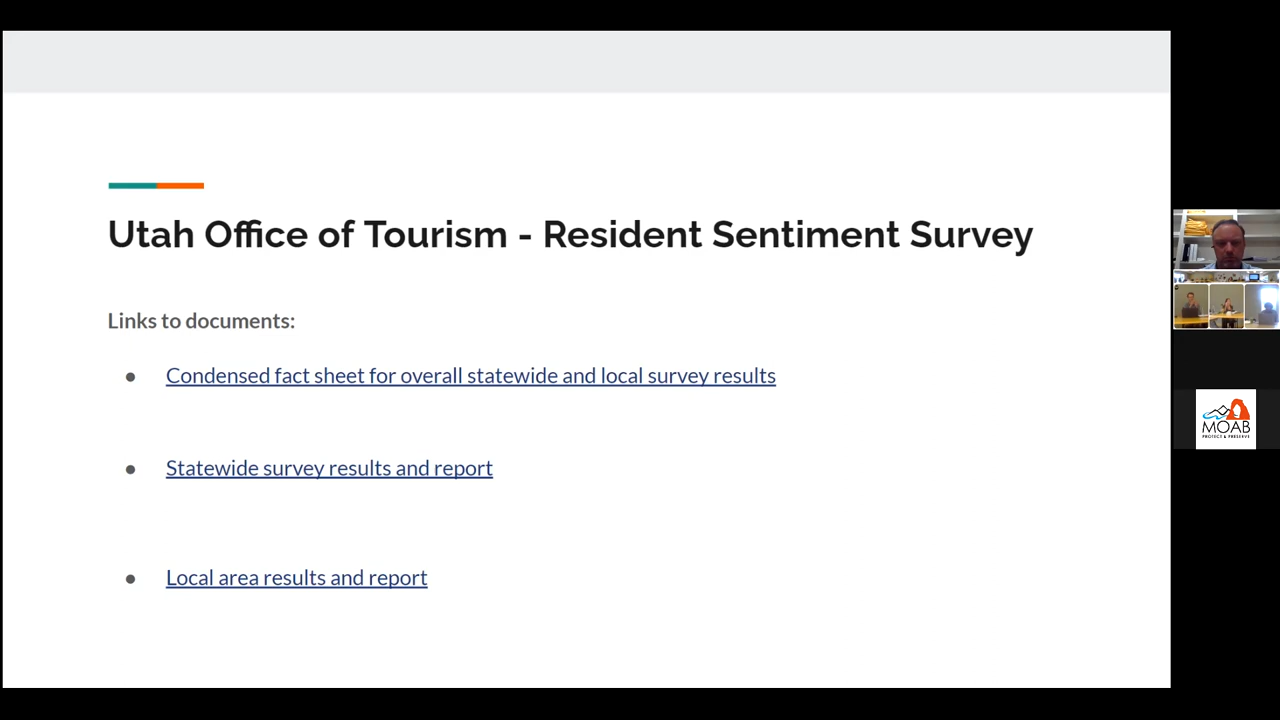 Utah Office of Tourism - Resident Sentiment Survey
Links to documents:
● Condensed fact sheet for overall statewide and local survey results
● Statewide survey results and report
● Local area results and report
MOAB
PROTECT & PRESERVE